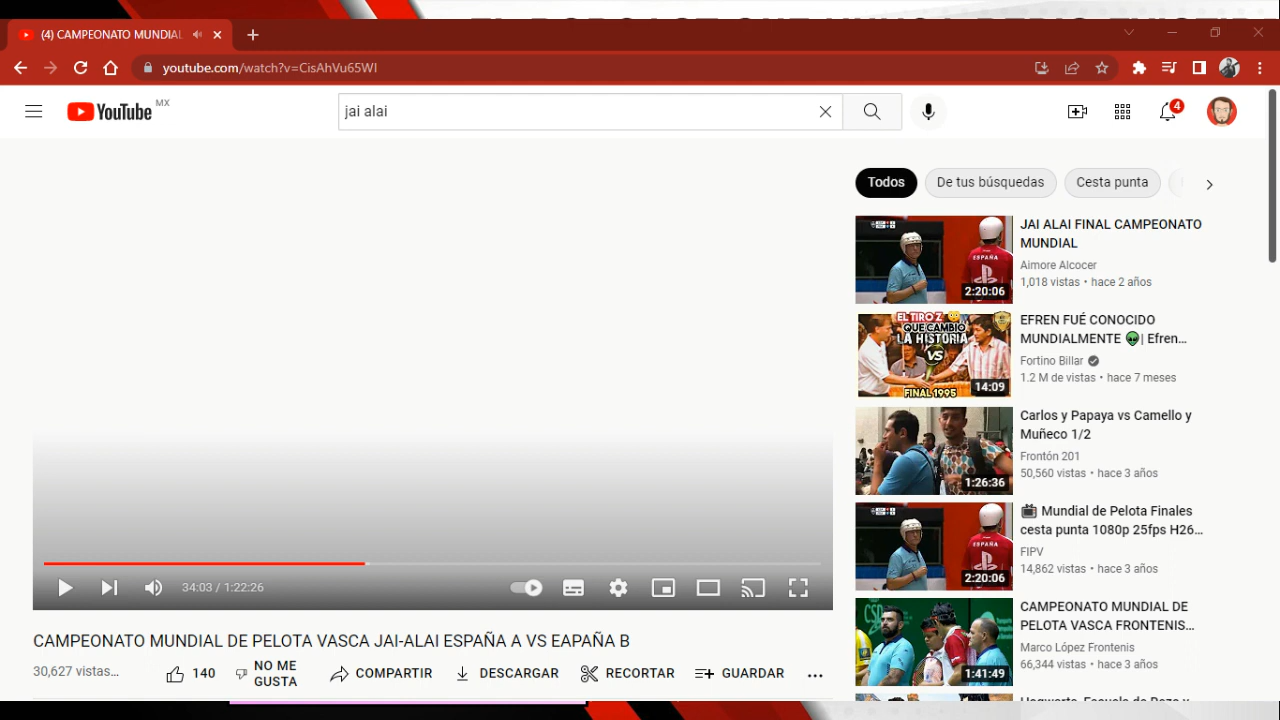 (4) CAMPEONATO MUNDIAL
youtube.com/watch?v=CisAhVu65WI
YouTube MX
jai alai
4
Todos
De tus búsquedas
Cesta punta
JAI ALAI FINAL CAMPEONATO
MUNDIAL
Aimore Alcocer
1,018 vistas • hace 2 años
ESPAÑA
2:20:06
EFREN FUÉ CONOCIDO
MUNDIALMENTE 👽| Efren...
Fortino Billar
1.2 M de vistas • hace 7 meses
EL TIRO Z
QUE CAMBIO
LA HISTORIA
VS
FINAL 1995
14:09
Carlos y Papaya vs Camello y
Muñeco 1/2
Frontón 201
50,560 vistas • hace 3 años
1:26:36
📺 Mundial de Pelota Finales
cesta punta 1080p 25fps H26...
FIPV
14,862 vistas • hace 3 años
ESPAÑA
2:20:06
CAMPEONATO MUNDIAL DE
PELOTA VASCA FRONTENIS...
Marco López Frontenis
66,344 vistas • hace 3 años
1:41:49
34:03 / 1:22:26
CAMPEONATO MUNDIAL DE PELOTA VASCA JAI-ALAI ESPAÑA A VS EAPAÑA B
30,627 vistas...
140
NO ME
GUSTA
COMPARTIR
DESCARGAR
RECORTAR
GUARDAR